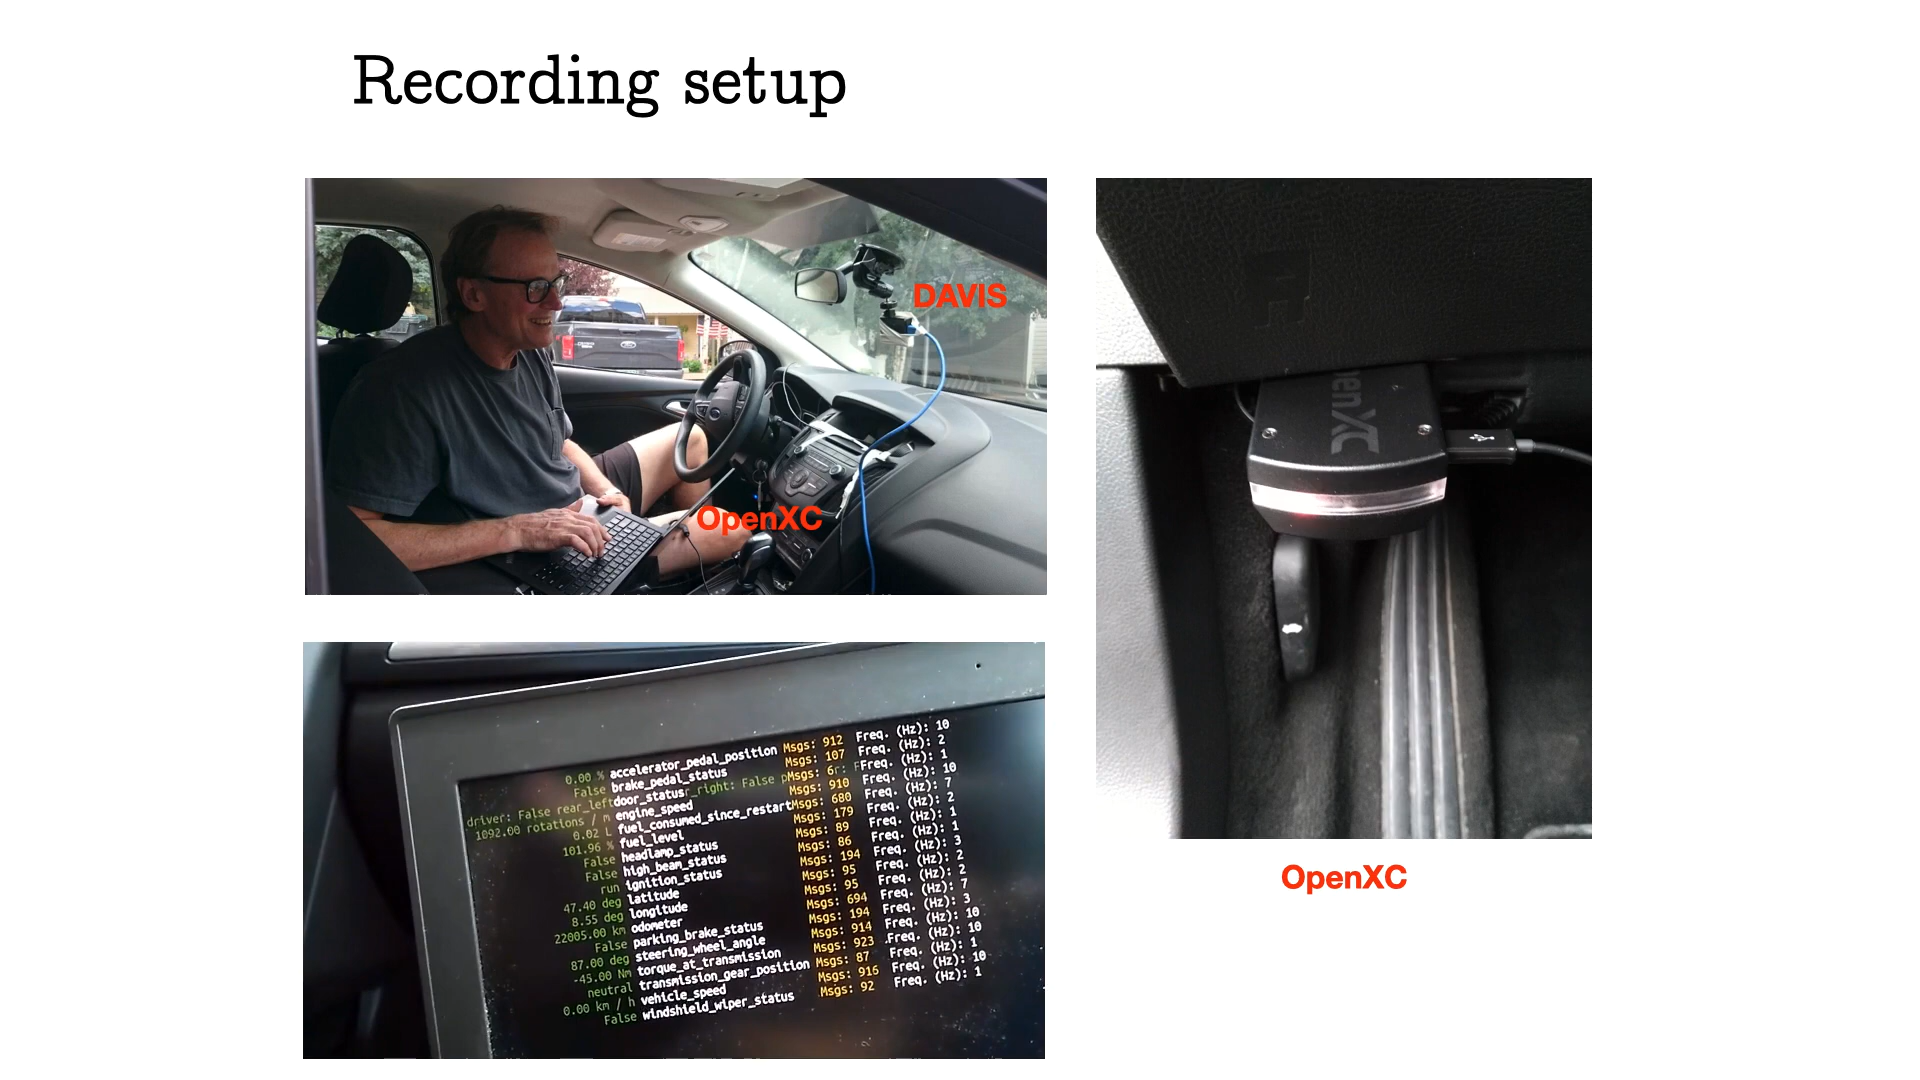 Recording setup
DAVIS
OpenXC
0.00 % accelerator_pedal_position Msgs: 912 Freq. (Hz): 10
False brake_pedal_status Msgs: 107 Freq. (Hz): 2
driver: False rear_left door_status r_right: False p Msgs: 6 Freq. (Hz): 1
1092.00 rotations / m engine_speed Msgs: 910 Freq. (Hz): 10
0.02 L fuel_consumed_since_restart Msgs: 680 Freq. (Hz): 7
101.96 % fuel_level Msgs: 179 Freq. (Hz): 2
False headlamp_status Msgs: 89 Freq. (Hz): 1
False high_beam_status Msgs: 86 Freq. (Hz): 1
run ignition_status Msgs: 194 Freq. (Hz): 3
47.40 deg latitude Msgs: 95 Freq. (Hz): 2
8.55 deg longitude Msgs: 95 Freq. (Hz): 2
22005.00 km odometer Msgs: 694 Freq. (Hz): 7
False parking_brake_status Msgs: 194 Freq. (Hz): 3
87.00 deg steering_wheel_angle Msgs: 914 Freq. (Hz): 10
-45.00 Nm torque_at_transmission Msgs: 923 Freq. (Hz): 10
neutral transmission_gear_position Msgs: 87 Freq. (Hz): 1
0.00 km / h vehicle_speed Msgs: 916 Freq. (Hz): 10
False windshield_wiper_status Msgs: 92 Freq. (Hz): 1
enXC
OpenXC